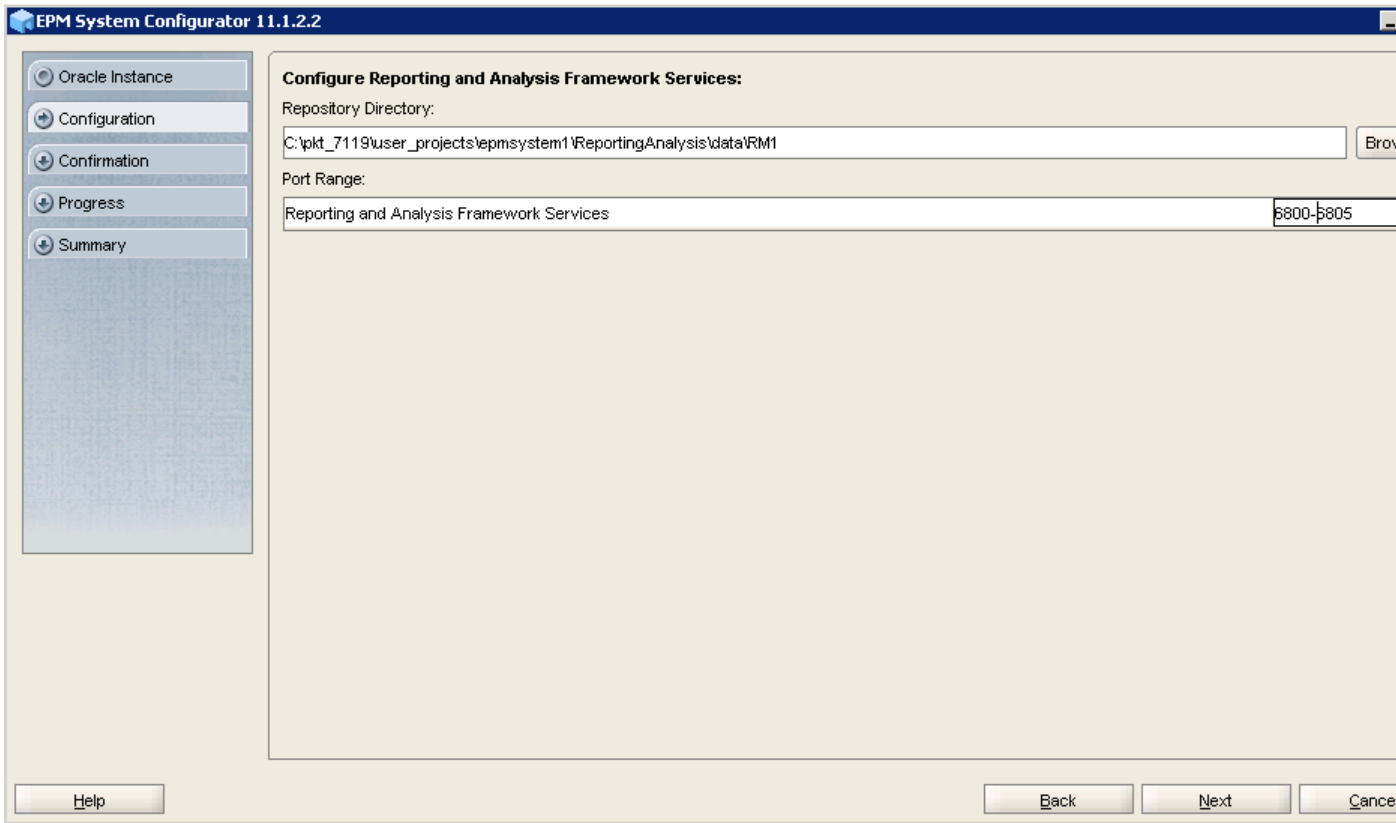 EPM System Configurator 11.1.2.2
Oracle Instance
Configuration
Confirmation
Progress
Summary
Configure Reporting and Analysis Framework Services:
Repository Directory:
C:\pkt_7119\user_projects\epmsystem1\ReportingAnalysis\data\RM1
Brov
Port Range:
Reporting and Analysis Framework Services 6800-6805
Help
Back
Next
Cance